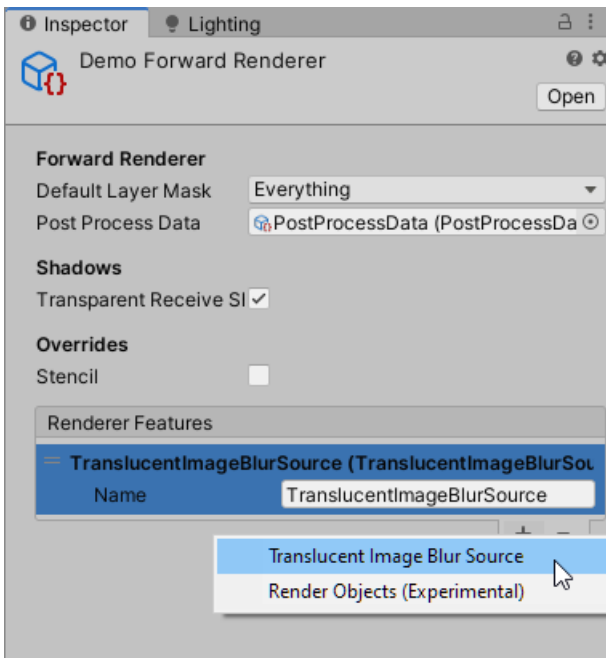 Inspector
Lighting
Demo Forward Renderer
Open
Forward Renderer
Default Layer Mask Everything
Post Process Data PostProcessData (PostProcessDa
Shadows
Transparent Receive Sl
Overrides
Stencil
Renderer Features
TranslucentImageBlurSource (TranslucentImageBlurSou
Name TranslucentImageBlurSource
Translucent Image Blur Source
Render Objects (Experimental)